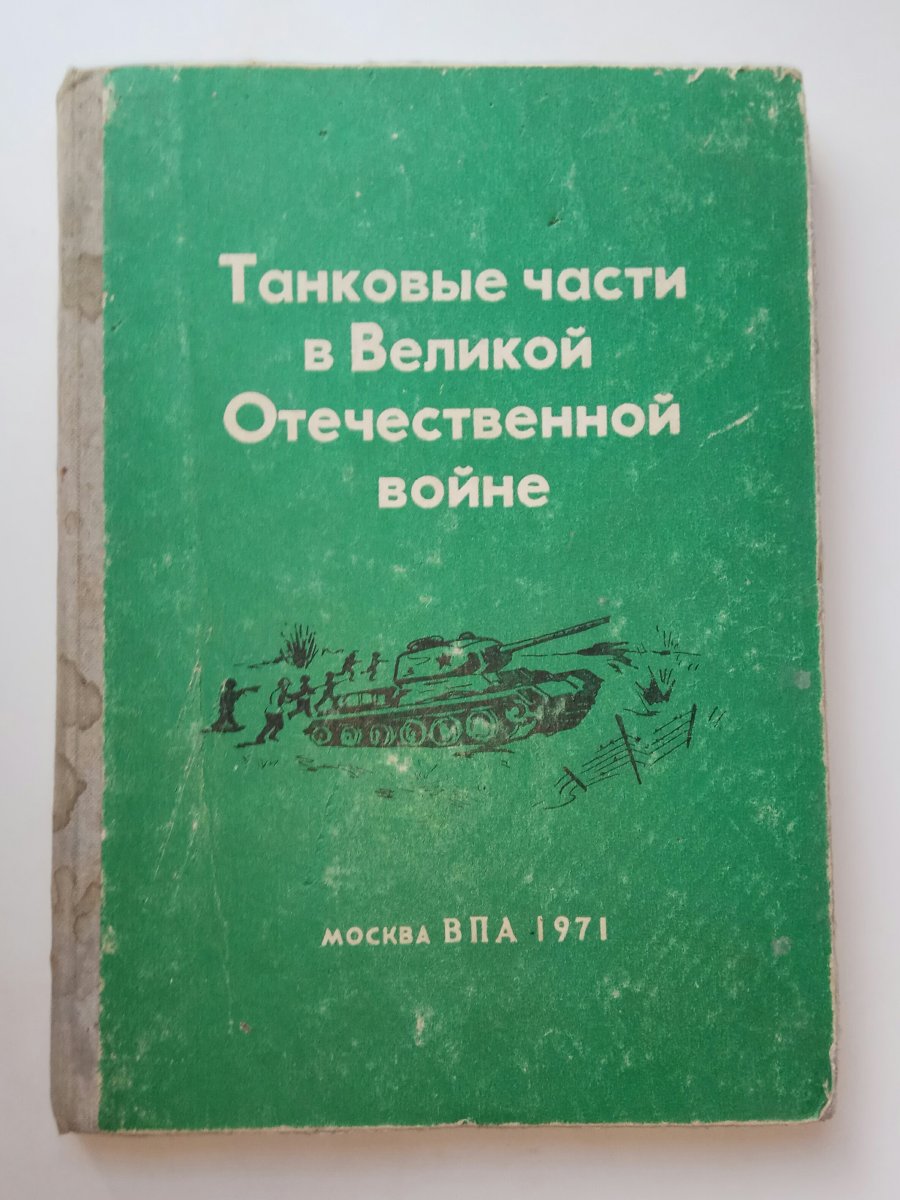 Танковые части
в Великой
Отечественной
войне
МОСКВА ВПА 1971